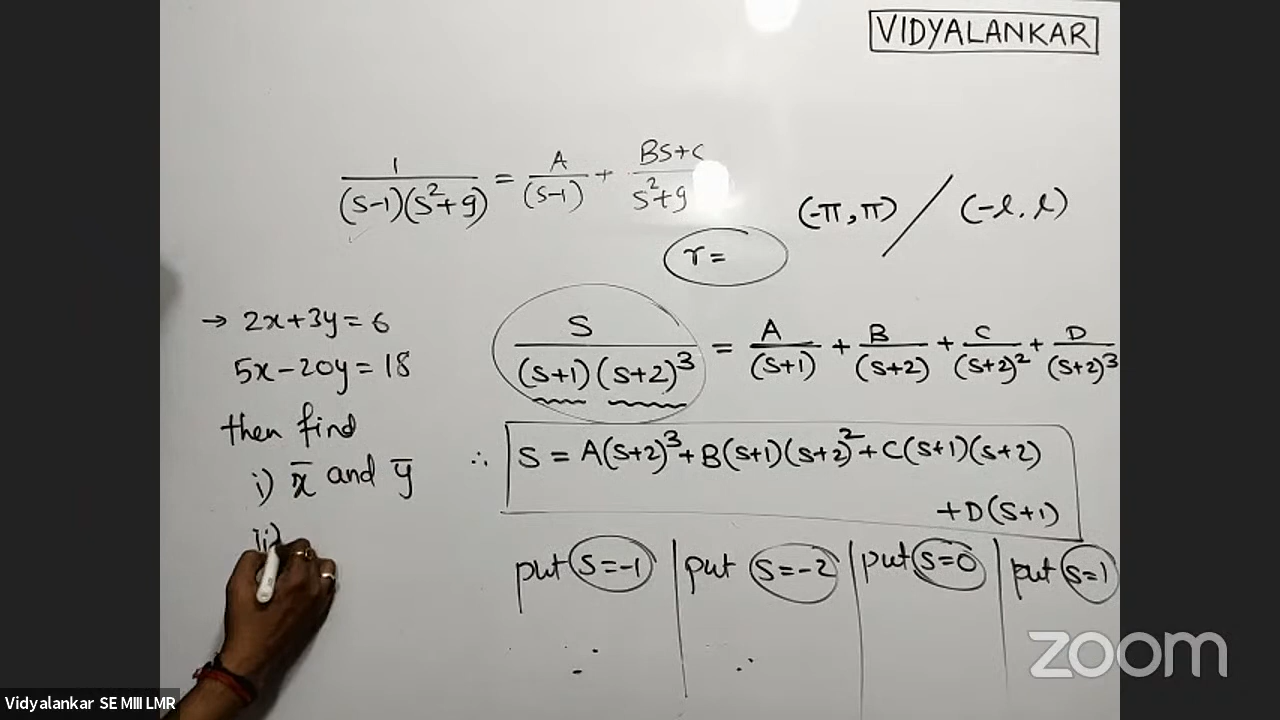 VIDYALANKAR
1/((s-1)(s²+9)) = A/(s-1) + Bs+c/s²+9
(-π, π) / (-l, l)
r=
→ 2x+3y=6
5x-20y=18
then find
i) x̄ and ȳ
ii)
S/((s+1)(s+2)³) = A/(s+1) + B/(s+2) + C/(s+2)² + D/(s+2)³
∴ S = A(s+2)³+B(s+1)(s+2)²+C(s+1)(s+2)
+D(s+1)
put s=-1 | put s=-2 | put s=0 | put s=1
zoom
Vidyalankar SE MIII LMR